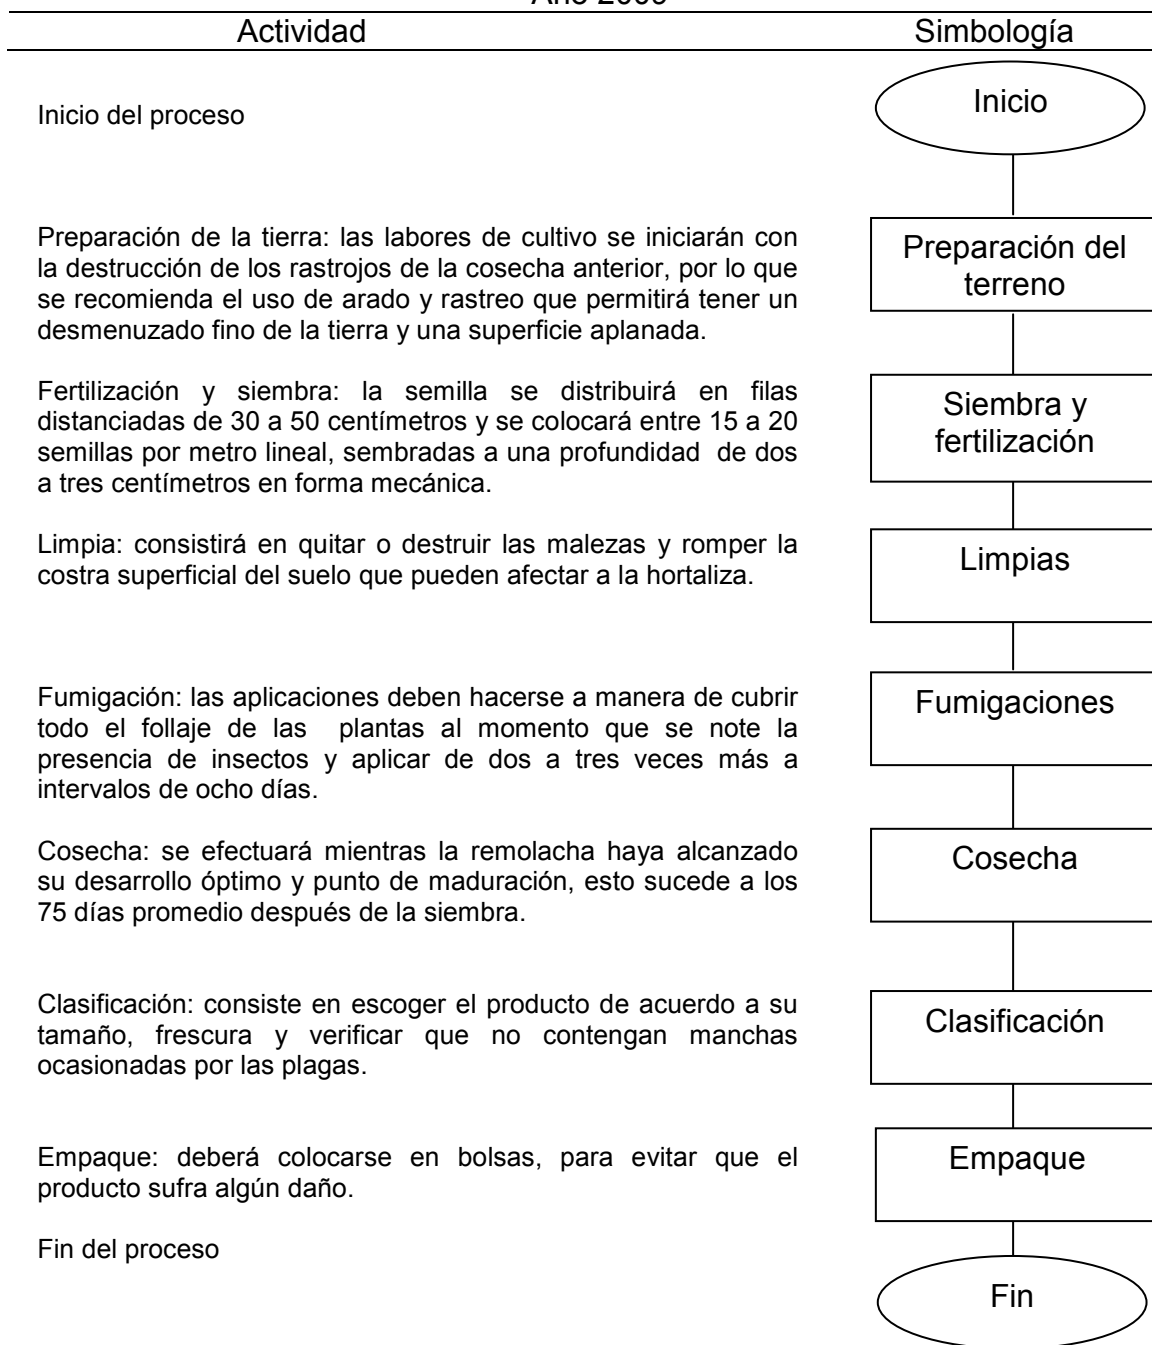 Actividad Simbología
Inicio del proceso
Inicio
Preparación de la tierra: las labores de cultivo se iniciarán con
la destrucción de los rastrojos de la cosecha anterior, por lo que
se recomienda el uso de arado y rastreo que permitirá tener un
desmenuzado fino de la tierra y una superficie aplanada.
Preparación del
terreno
Fertilización y siembra: la semilla se distribuirá en filas
distanciadas de 30 a 50 centímetros y se colocará entre 15 a 20
semillas por metro lineal, sembradas a una profundidad de dos
a tres centímetros en forma mecánica.
Siembra y
fertilización
Limpia: consistirá en quitar o destruir las malezas y romper la
costra superficial del suelo que pueden afectar a la hortaliza.
Limpias
Fumigación: las aplicaciones deben hacerse a manera de cubrir
todo el follaje de las plantas al momento que se note la
presencia de insectos y aplicar de dos a tres veces más a
intervalos de ocho días.
Fumigaciones
Cosecha: se efectuará mientras la remolacha haya alcanzado
su desarrollo óptimo y punto de maduración, esto sucede a los
75 días promedio después de la siembra.
Cosecha
Clasificación: consiste en escoger el producto de acuerdo a su
tamaño, frescura y verificar que no contengan manchas
ocasionadas por las plagas.
Clasificación
Empaque: deberá colocarse en bolsas, para evitar que el
producto sufra algún daño.
Empaque
Fin del proceso
Fin